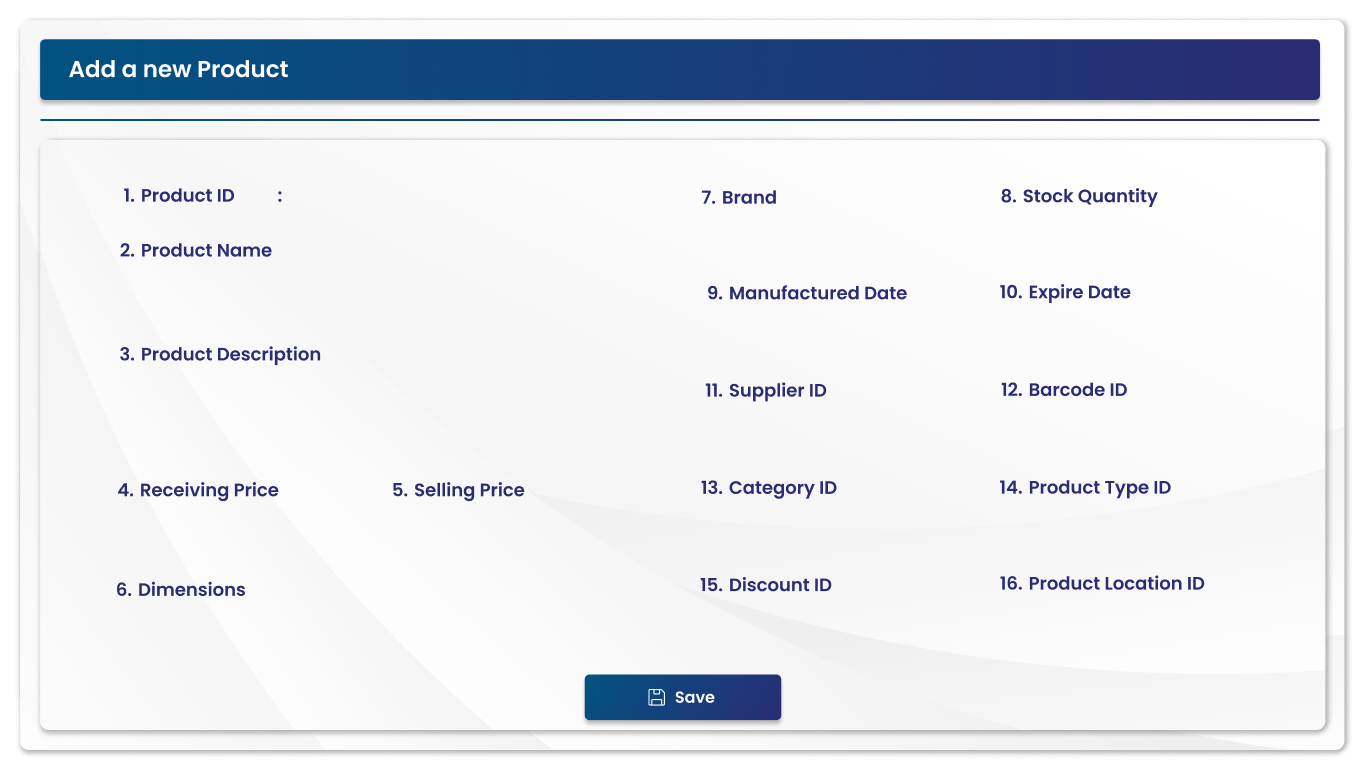 Add a new Product
1. Product ID :
2. Product Name
3. Product Description
4. Receiving Price
5. Selling Price
6. Dimensions
7. Brand
8. Stock Quantity
9. Manufactured Date
10. Expire Date
11. Supplier ID
12. Barcode ID
13. Category ID
14. Product Type ID
15. Discount ID
16. Product Location ID
Save